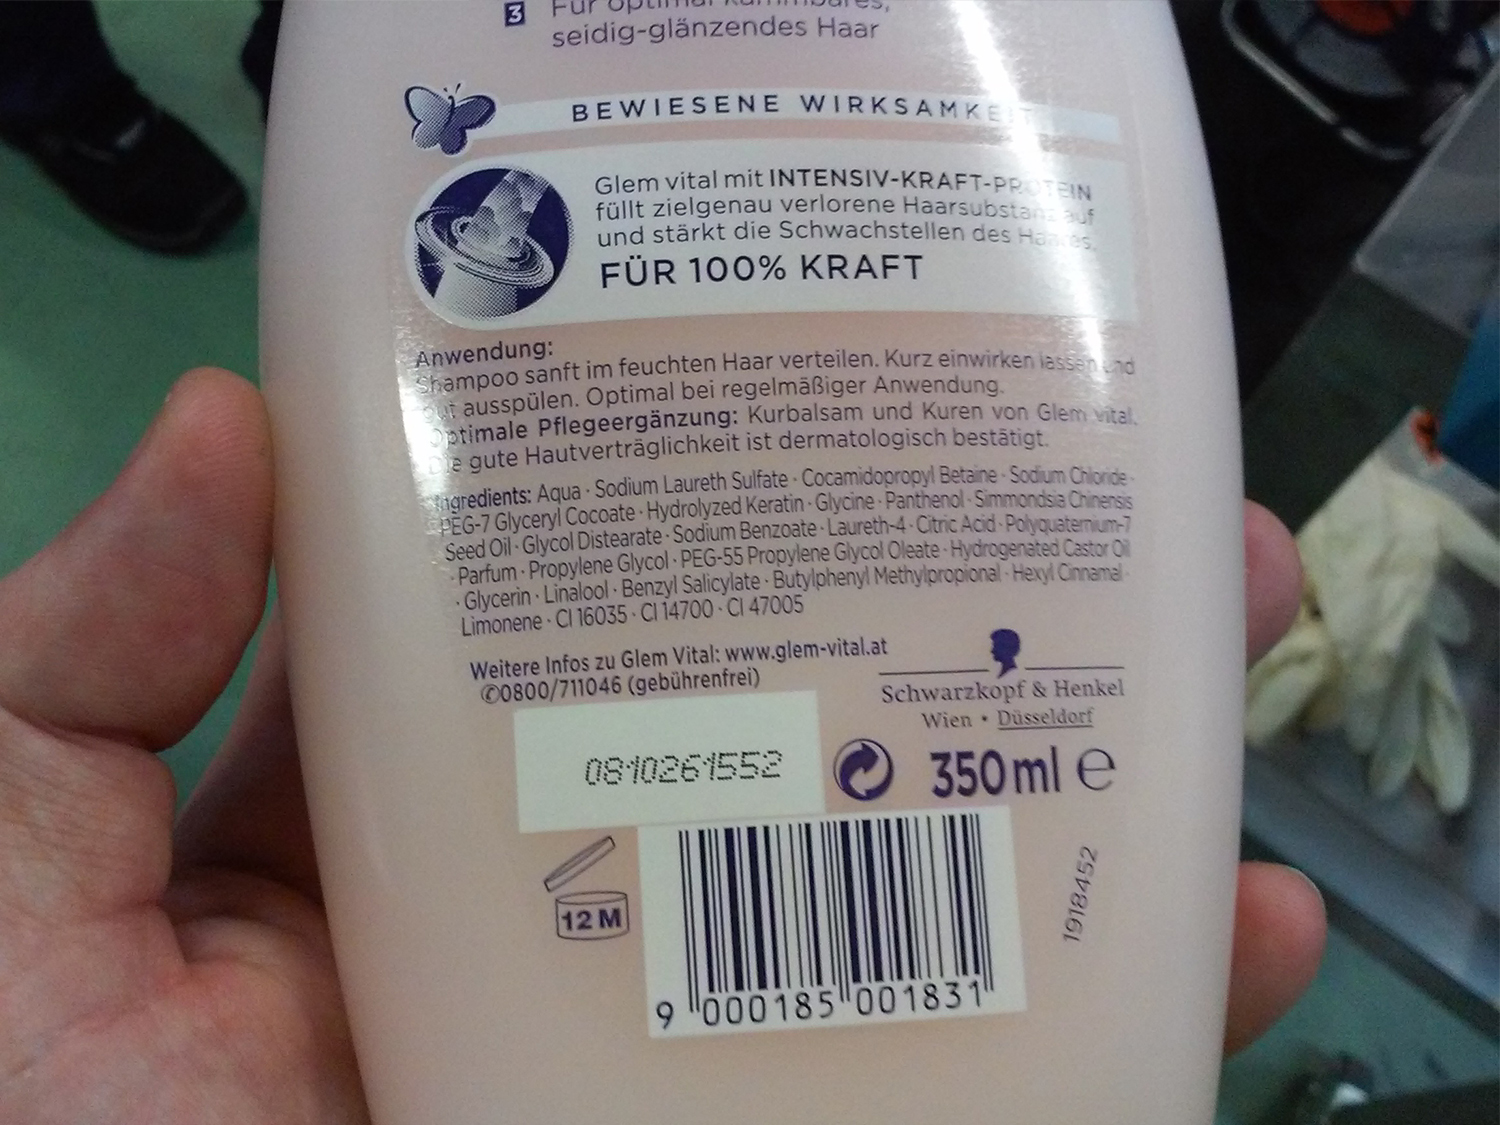 3 Für optimal kämmbares,
seidig-glänzendes Haar
BEWIESENE WIRKSAMKEIT
Glem vital mit INTENSIV-KRAFT-PROTEIN
füllt zielgenau verlorene Haarsubstanz auf
und stärkt die Schwachstellen des Haares.
FÜR 100% KRAFT
Anwendung:
Shampoo sanft im feuchten Haar verteilen. Kurz einwirken lassen und
gut ausspülen. Optimal bei regelmäßiger Anwendung.
Optimale Pflegeergänzung: Kurbalsam und Kuren von Glem vital.
Die gute Hautverträglichkeit ist dermatologisch bestätigt.
Ingredients: Aqua · Sodium Laureth Sulfate · Cocamidopropyl Betaine · Sodium Chloride ·
PEG-7 Glyceryl Cocoate · Hydrolyzed Keratin · Glycine · Panthenol · Simmondsia Chinensis
Seed Oil · Glycol Distearate · Sodium Benzoate · Laureth-4 · Citric Acid · Polyquaternium-7
· Parfum · Propylene Glycol · PEG-55 Propylene Glycol Oleate · Hydrogenated Castor Oil
· Glycerin · Linalool · Benzyl Salicylate · Butylphenyl Methylpropional · Hexyl Cinnamal ·
Limonene · CI 16035 · CI 14700 · CI 47005
Weitere Infos zu Glem Vital: www.glem-vital.at
✆0800/711046 (gebührenfrei)
Schwarzkopf & Henkel
Wien • Düsseldorf
0810261552
350 ml ℮
12 M
1918452
9 000185 001831